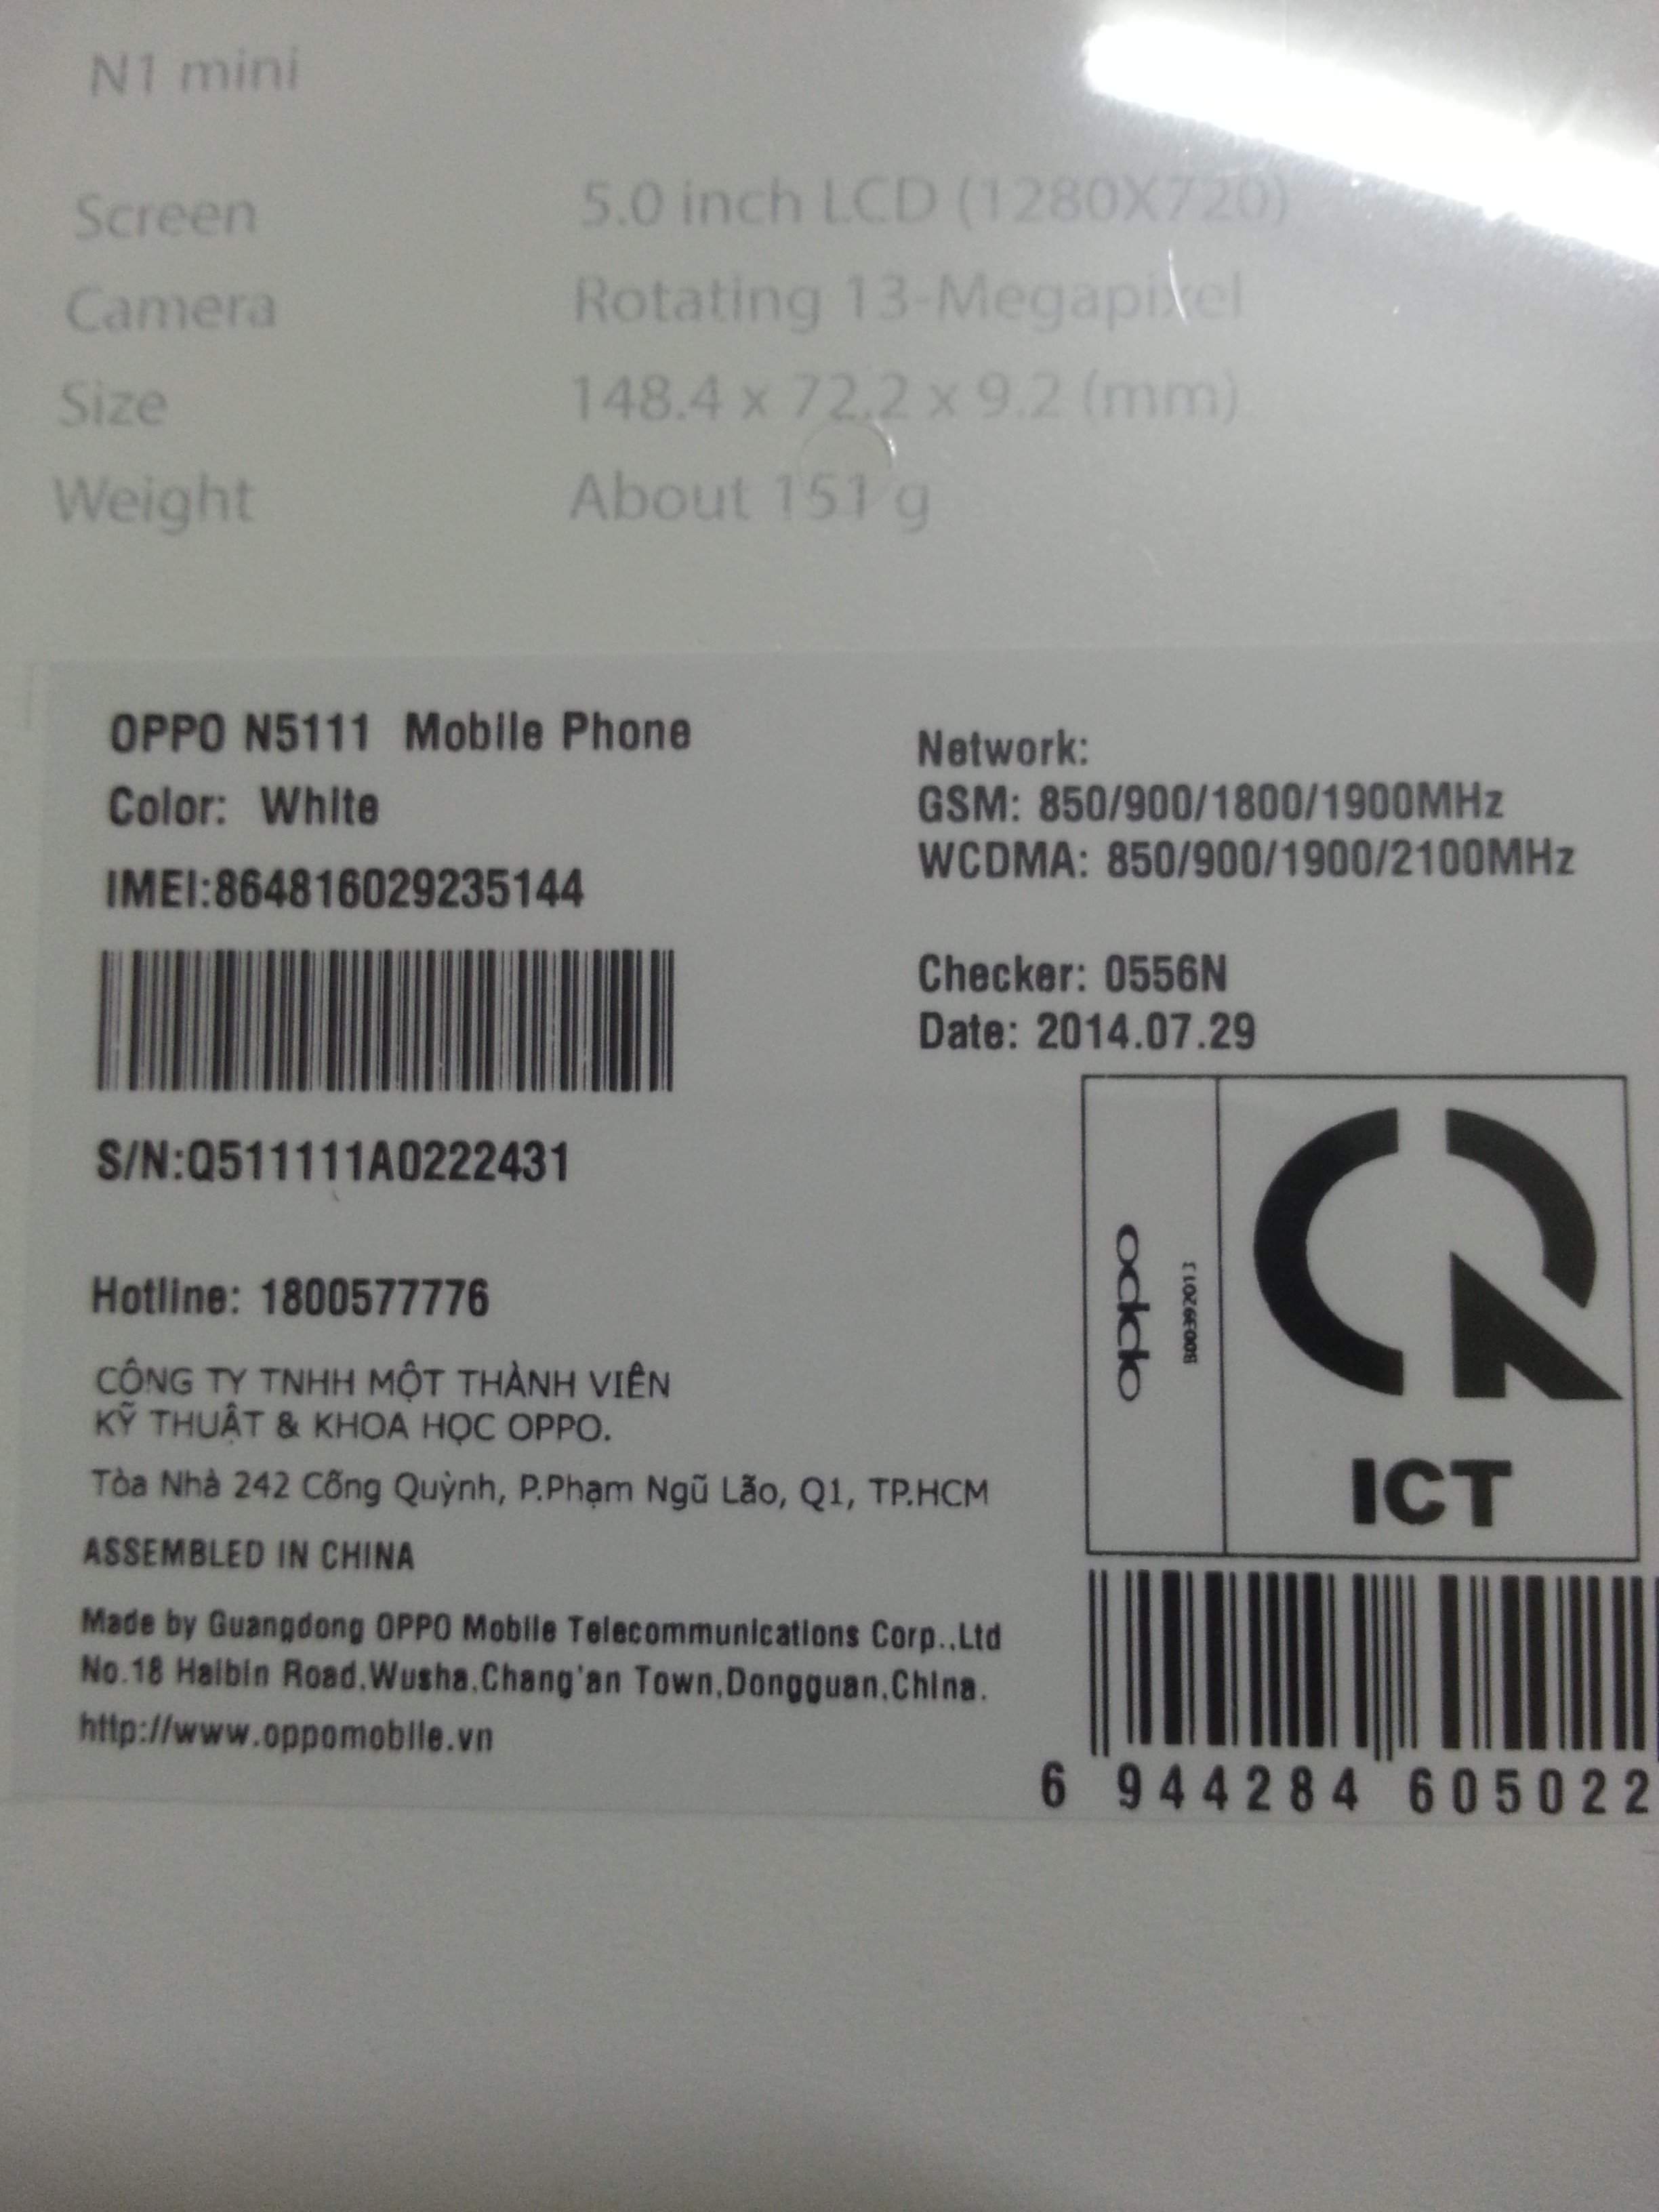 N1 mini
Screen 5.0 inch LCD (1280X720)
Camera Rotating 13-Megapixel
Size 148.4 x 72.2 x 9.2 (mm)
Weight About 151 g
OPPO N5111 Mobile Phone
Color: White
IMEI:864816029235144
S/N:Q511111A0222431
Hotline: 1800577776
CÔNG TY TNHH MỘT THÀNH VIÊN
KỸ THUẬT & KHOA HỌC OPPO.
Tòa Nhà 242 Cống Quỳnh, P.Phạm Ngũ Lão, Q1, TP.HCM
ASSEMBLED IN CHINA
Made by Guangdong OPPO Mobile Telecommunications Corp.,Ltd
No.18 Haibin Road,Wusha,Chang'an Town,Dongguan,China.
http://www.oppomobile.vn
Network:
GSM: 850/900/1800/1900MHz
WCDMA: 850/900/1900/2100MHz
Checker: 0556N
Date: 2014.07.29
oppo
B00392013
ICT
6 944284 605022